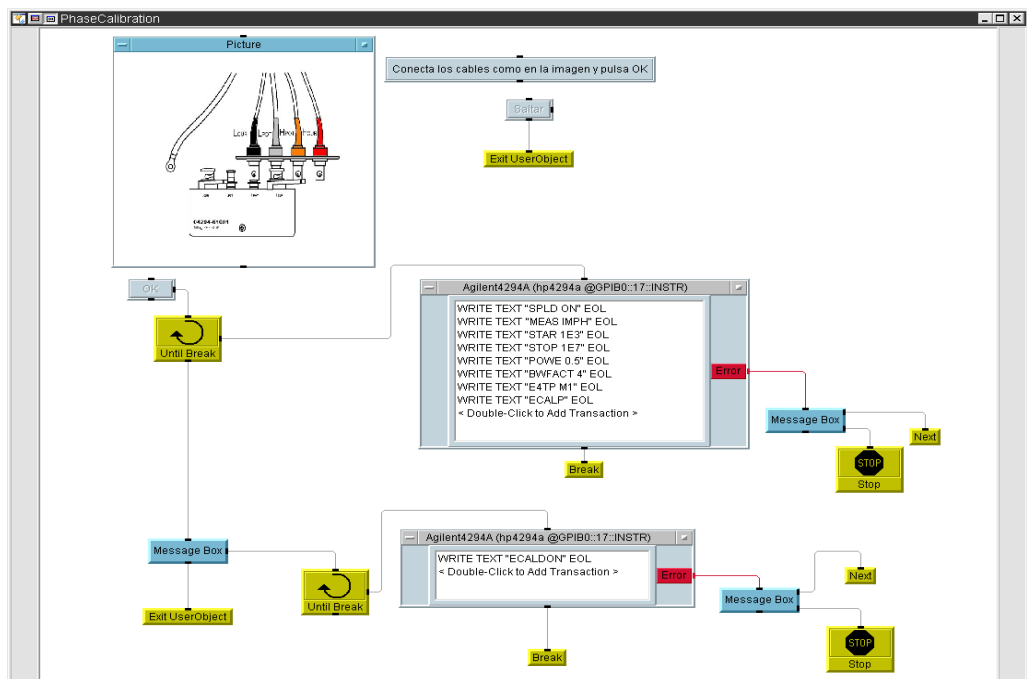 PhaseCalibration
Picture
LCUR LPOT HPOT HCUR
04294-61001
Conecta los cables como en la imagen y pulsa OK
Saltar
Exit UserObject
OK
Until Break
Agilent4294A (hp4294a @GPIB0::17::INSTR)
WRITE TEXT "SPLD ON" EOL
WRITE TEXT "MEAS IMPH" EOL
WRITE TEXT "STAR 1E3" EOL
WRITE TEXT "STOP 1E7" EOL
WRITE TEXT "POWE 0.5" EOL
WRITE TEXT "BWFACT 4" EOL
WRITE TEXT "E4TP M1" EOL
WRITE TEXT "ECALP" EOL
< Double-Click to Add Transaction >
Error
Message Box
Next
STOP
Stop
Break
Message Box
Exit UserObject
Until Break
Agilent4294A (hp4294a @GPIB0::17::INSTR)
WRITE TEXT "ECALDON" EOL
< Double-Click to Add Transaction >
Error
Message Box
Next
STOP
Stop
Break